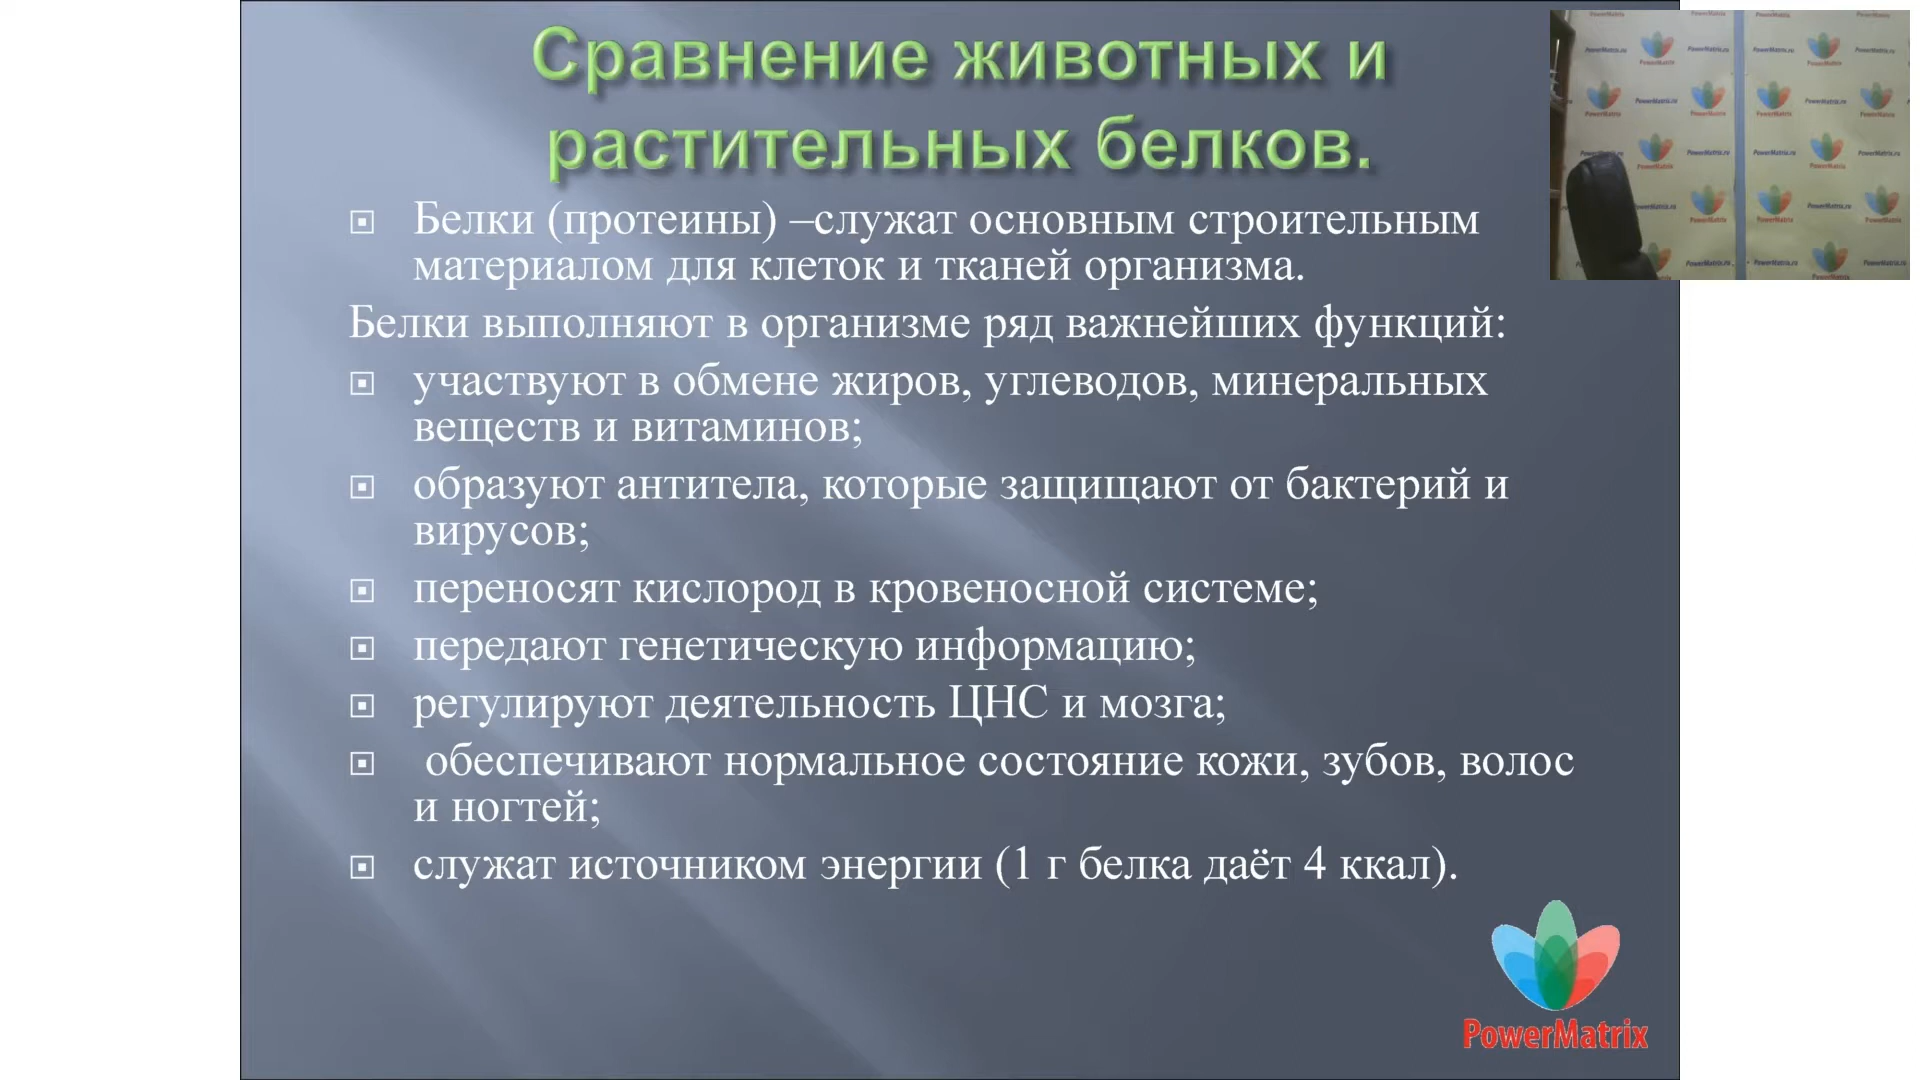 Сравнение животных и
растительных белков.
Белки (протеины) –служат основным строительным
материалом для клеток и тканей организма.
Белки выполняют в организме ряд важнейших функций:
участвуют в обмене жиров, углеводов, минеральных
веществ и витаминов;
образуют антитела, которые защищают от бактерий и
вирусов;
переносят кислород в кровеносной системе;
передают генетическую информацию;
регулируют деятельность ЦНС и мозга;
обеспечивают нормальное состояние кожи, зубов, волос
и ногтей;
служат источником энергии (1 г белка даёт 4 ккал).
PowerMatrix
PowerMatrix.ru
PowerMatrix